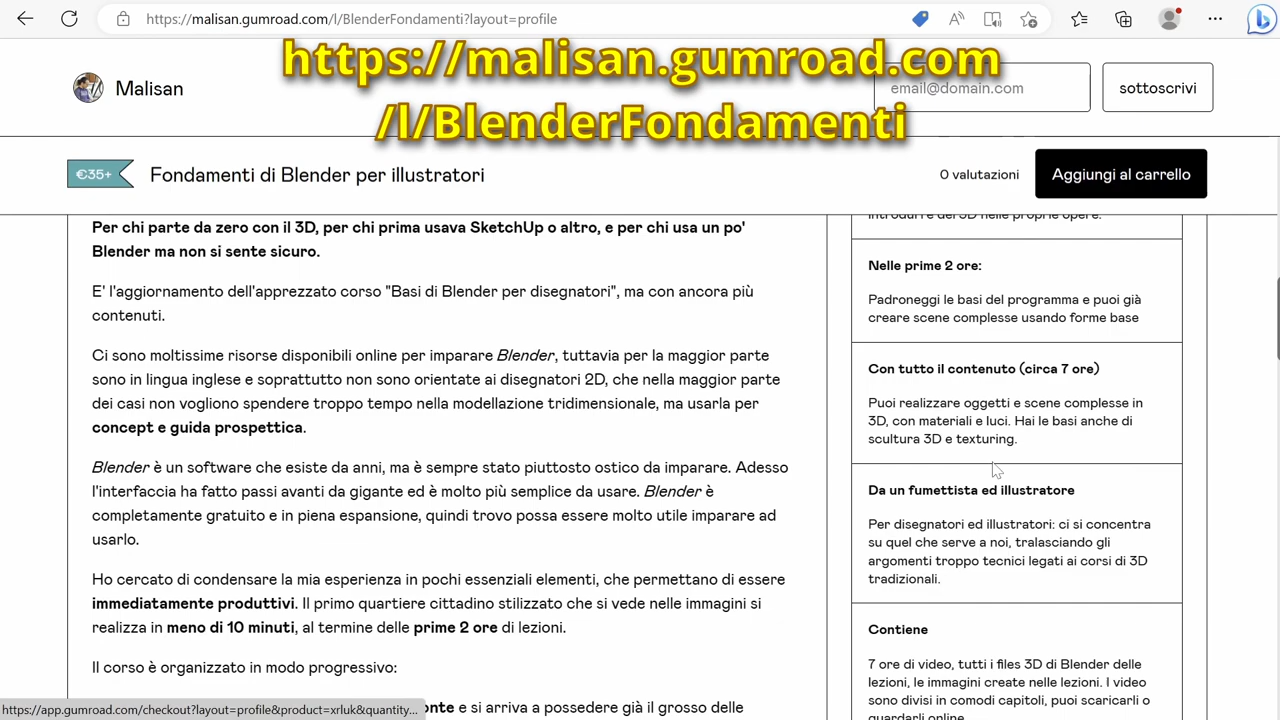 https://malisan.gumroad.com/l/BlenderFondamenti?layout=profile
https://malisan.gumroad.com
/l/BlenderFondamenti
Malisan
email@domain.com
sottoscrivi
€35+
Fondamenti di Blender per illustratori
0 valutazioni
Aggiungi al carrello
Per chi parte da zero con il 3D, per chi prima usava SketchUp o altro, e per chi usa un po'
Blender ma non si sente sicuro.
E' l'aggiornamento dell'apprezzato corso "Basi di Blender per disegnatori", ma con ancora più
contenuti.
Ci sono moltissime risorse disponibili online per imparare Blender, tuttavia per la maggior parte
sono in lingua inglese e soprattutto non sono orientate ai disegnatori 2D, che nella maggior parte
dei casi non vogliono spendere troppo tempo nella modellazione tridimensionale, ma usarla per
concept e guida prospettica.
Blender è un software che esiste da anni, ma è sempre stato piuttosto ostico da imparare. Adesso
l'interfaccia ha fatto passi avanti da gigante ed è molto più semplice da usare. Blender è
completamente gratuito e in piena espansione, quindi trovo possa essere molto utile imparare ad
usarlo.
Ho cercato di condensare la mia esperienza in pochi essenziali elementi, che permettano di essere
immediatamente produttivi. Il primo quartiere cittadino stilizzato che si vede nelle immagini si
realizza in meno di 10 minuti, al termine delle prime 2 ore di lezioni.
Il corso è organizzato in modo progressivo:
onte e si arriva a possedere già il grosso delle
introdurre del 3D nelle proprie opere.
Nelle prime 2 ore:
Padroneggi le basi del programma e puoi già
creare scene complesse usando forme base
Con tutto il contenuto (circa 7 ore)
Puoi realizzare oggetti e scene complesse in
3D, con materiali e luci. Hai le basi anche di
scultura 3D e texturing.
Da un fumettista ed illustratore
Per disegnatori ed illustratori: ci si concentra
su quel che serve a noi, tralasciando gli
argomenti troppo tecnici legati ai corsi di 3D
tradizionali.
Contiene
7 ore di video, tutti i files 3D di Blender delle
lezioni, le immagini create nelle lezioni. I video
sono divisi in comodi capitoli, puoi scaricarli o
guardarli online.
https://app.gumroad.com/checkout?layout=profile&product=xrluk&quantity...